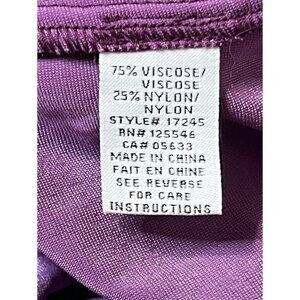 75% VISCOSE/
VISCOSE
25% NYLON/
NYLON
STYLE# 17245
RN# 125546
CA# 05633
MADE IN CHINA
FAIT EN CHINE
SEE REVERSE
FOR CARE
INSTRUCTIONS